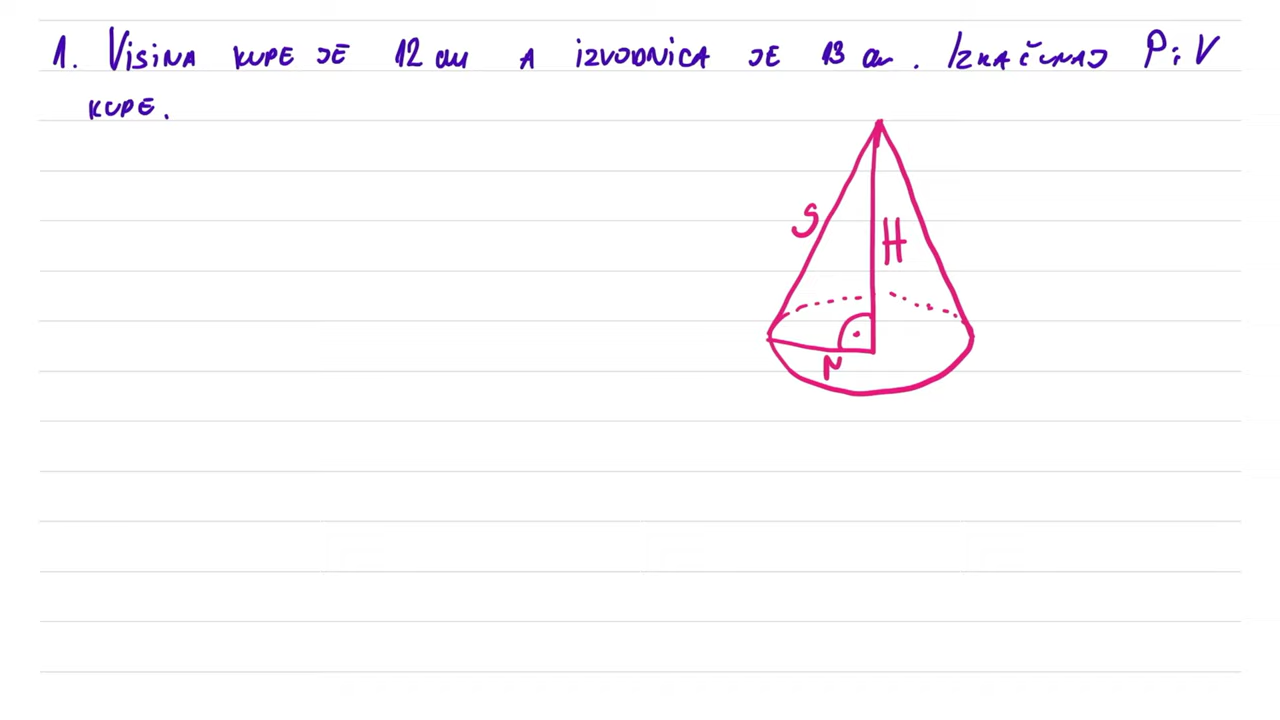 1. VISINA KUPE JE 12 cm A IZVODNICA JE 13 cm. IZRAČUNAJ P i V
KUPE.
s
H
r